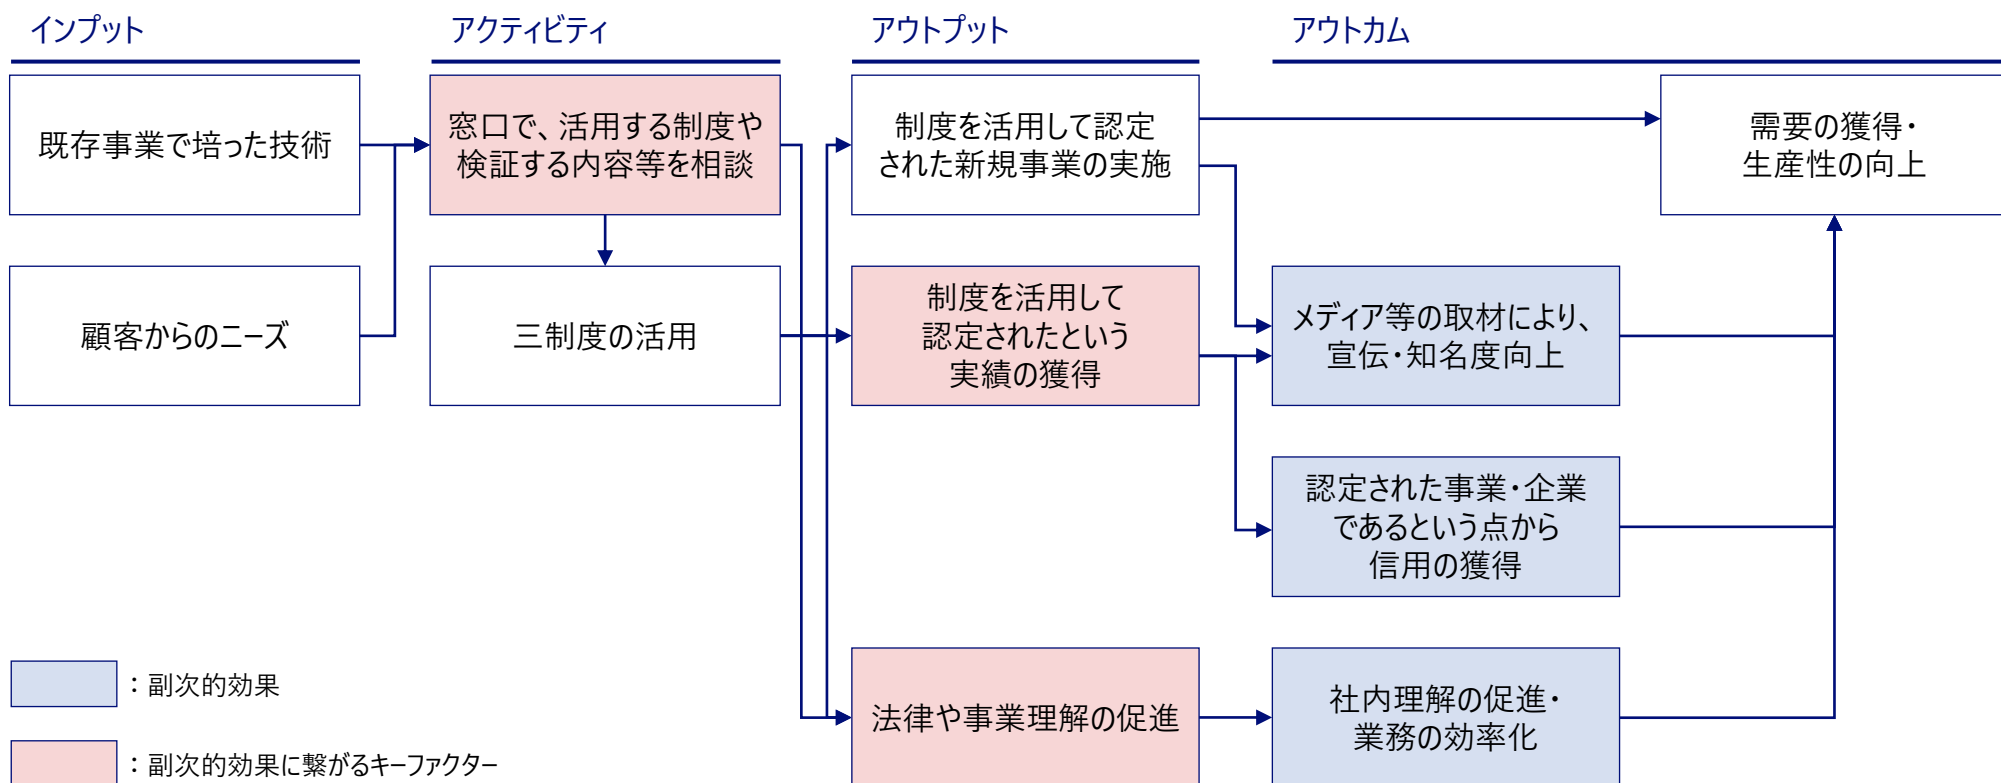 インプット
アクティビティ
アウトプット
アウトカム
既存事業で培った技術
窓口で、活用する制度や
検証する内容等を相談
制度を活用して認定
された新規事業の実施
需要の獲得・
生産性の向上
顧客からのニーズ
三制度の活用
制度を活用して
認定されたという
実績の獲得
メディア等の取材により、
宣伝・知名度向上
認定された事業・企業
であるという点から
信用の獲得
法律や事業理解の促進
社内理解の促進・
業務の効率化
：副次的効果
：副次的効果に繋がるキーファクター